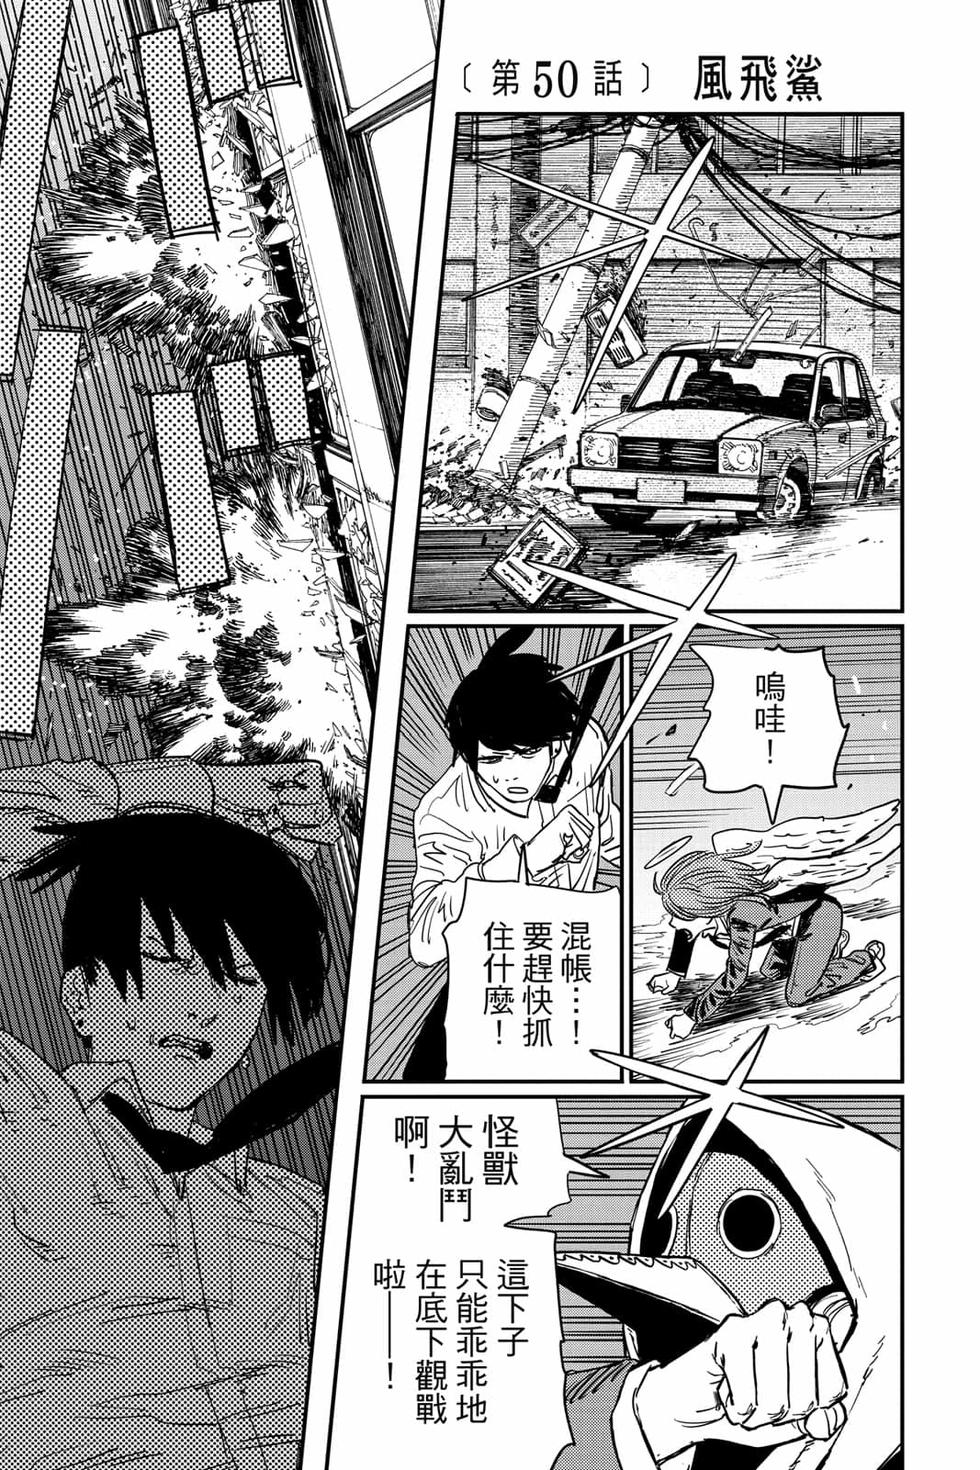 〔第50話〕 風飛鯊
嗚哇！
混帳…！
要趕快抓
住什麼！
怪獸
大亂鬥
啊！
這下子
只能乖乖地
在底下觀戰
啦——！